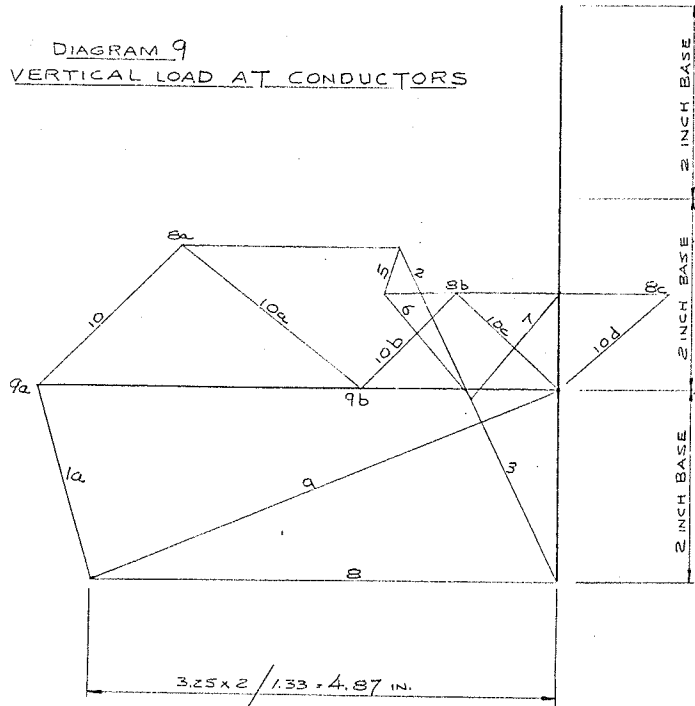 DIAGRAM 9
VERTICAL LOAD AT CONDUCTORS
2 INCH BASE
8a
5
2
10
10a
6
8b
7
8c
10b
10c
10d
2 INCH BASE
9a
9b
1a
9
3
2 INCH BASE
8
3.25 x 2 / 1.33 = 4.87 IN.